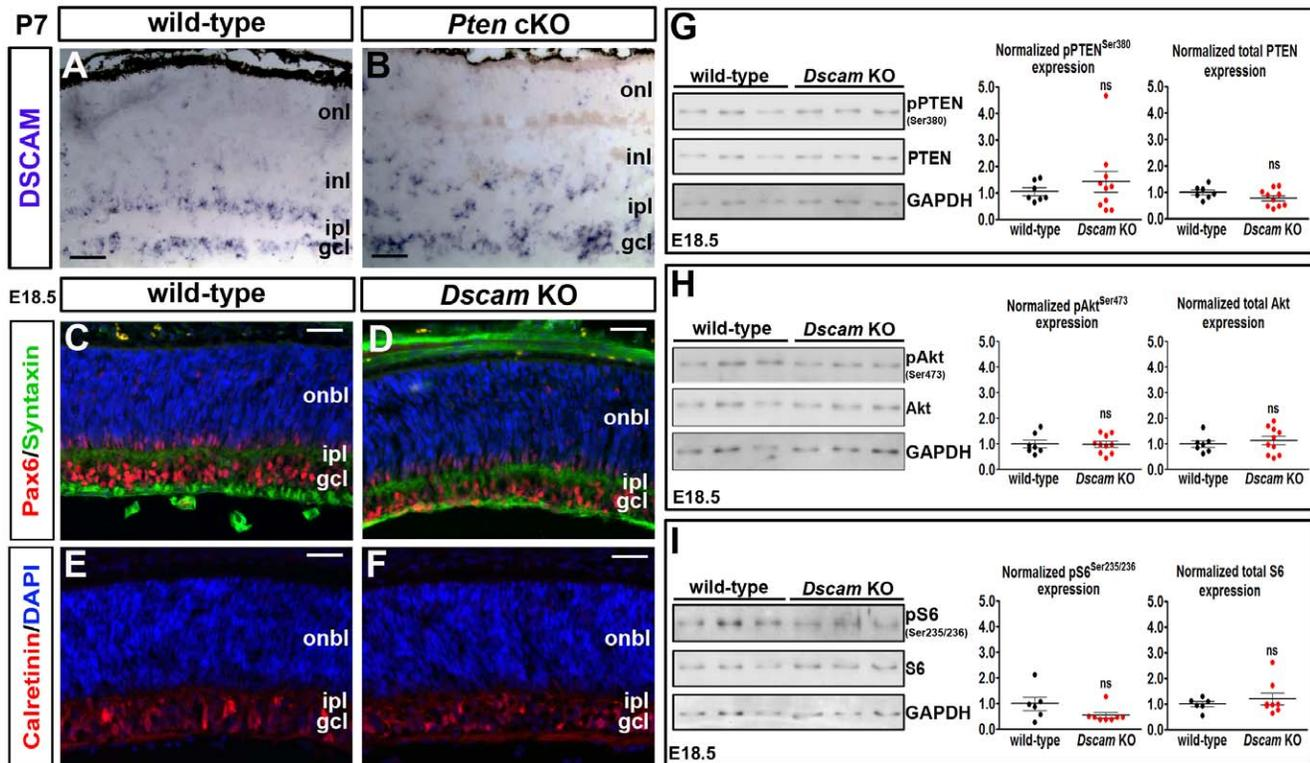 P7
wild-type
Pten cKO
DSCAM
A
onl
inl
ipl
gcl
B
onl
inl
ipl
gcl
E18.5
wild-type
Dscam KO
Pax6/Syntaxin
C
onbl
ipl
gcl
D
onbl
ipl
gcl
Calretinin/DAPI
E
onbl
ipl
gcl
F
onbl
ipl
gcl
G
wild-type
Dscam KO
pPTEN
(Ser380)
PTEN
GAPDH
E18.5
Normalized pPTEN^Ser380
expression
5.0
4.0
3.0
2.0
1.0
0.0
ns
wild-type
Dscam KO
Normalized total PTEN
expression
5.0
4.0
3.0
2.0
1.0
0.0
ns
wild-type
Dscam KO
H
wild-type
Dscam KO
pAkt
(Ser473)
Akt
GAPDH
E18.5
Normalized pAkt^Ser473
expression
5.0
4.0
3.0
2.0
1.0
0.0
ns
wild-type
Dscam KO
Normalized total Akt
expression
5.0
4.0
3.0
2.0
1.0
0.0
ns
wild-type
Dscam KO
I
wild-type
Dscam KO
pS6
(Ser235/236)
S6
GAPDH
E18.5
Normalized pS6^Ser235/236
expression
5.0
4.0
3.0
2.0
1.0
0.0
ns
wild-type
Dscam KO
Normalized total S6
expression
5.0
4.0
3.0
2.0
1.0
0.0
ns
wild-type
Dscam KO